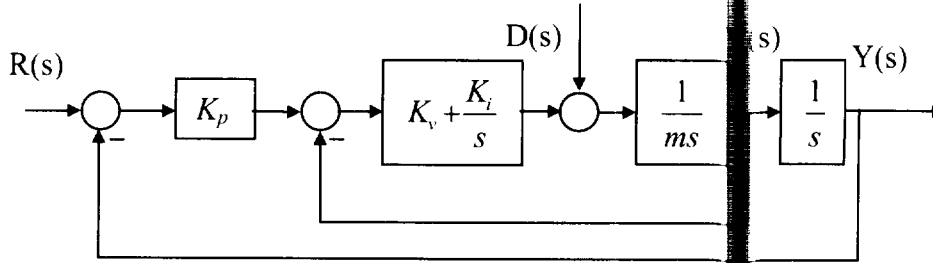 D(s)
R(s)
(s)
Y(s)
K_p
K_v + K_i/s
1/ms
1/s
−
−